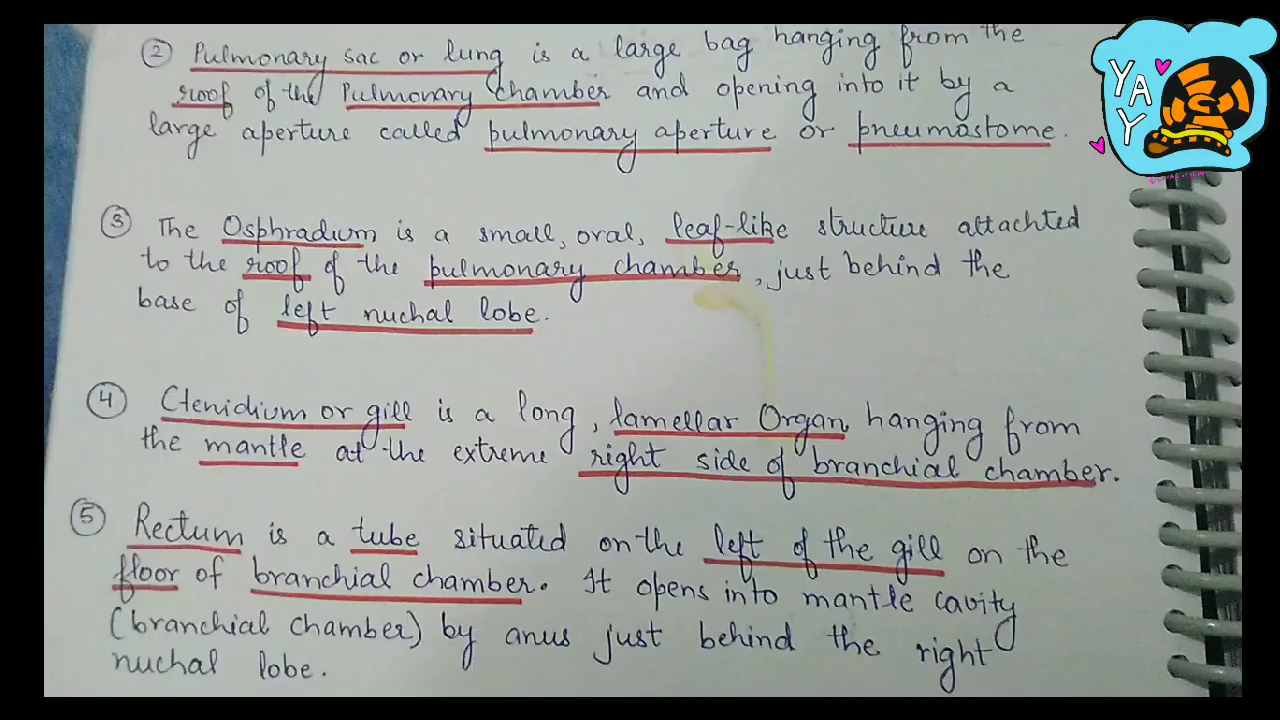 ② Pulmonary sac or lung is a large bag hanging from the
roof of the Pulmonary chamber and opening into it by a
large aperture called pulmonary aperture or pneumastome.
③ The Osphradium is a small, oral, leaf-like structure attachted
to the roof of the pulmonary chamber, just behind the
base of left nuchal lobe.
④ Ctenidium or gill is a long, lamellar Organ hanging from
the mantle at the extreme right side of branchial chamber.
⑤ Rectum is a tube situated on the left of the gill on the
floor of branchial chamber. It opens into mantle cavity
(branchial chamber) by anus just behind the right
nuchal lobe.
YAY